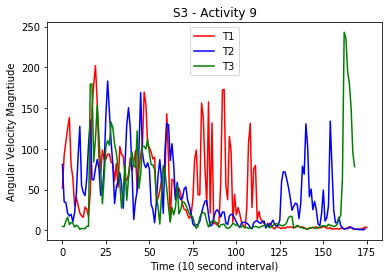 S3 - Activity 9
T1
T2
T3
Angular Velocity Magntiude
250
200
150
100
50
0
0 25 50 75 100 125 150 175
Time (10 second interval)